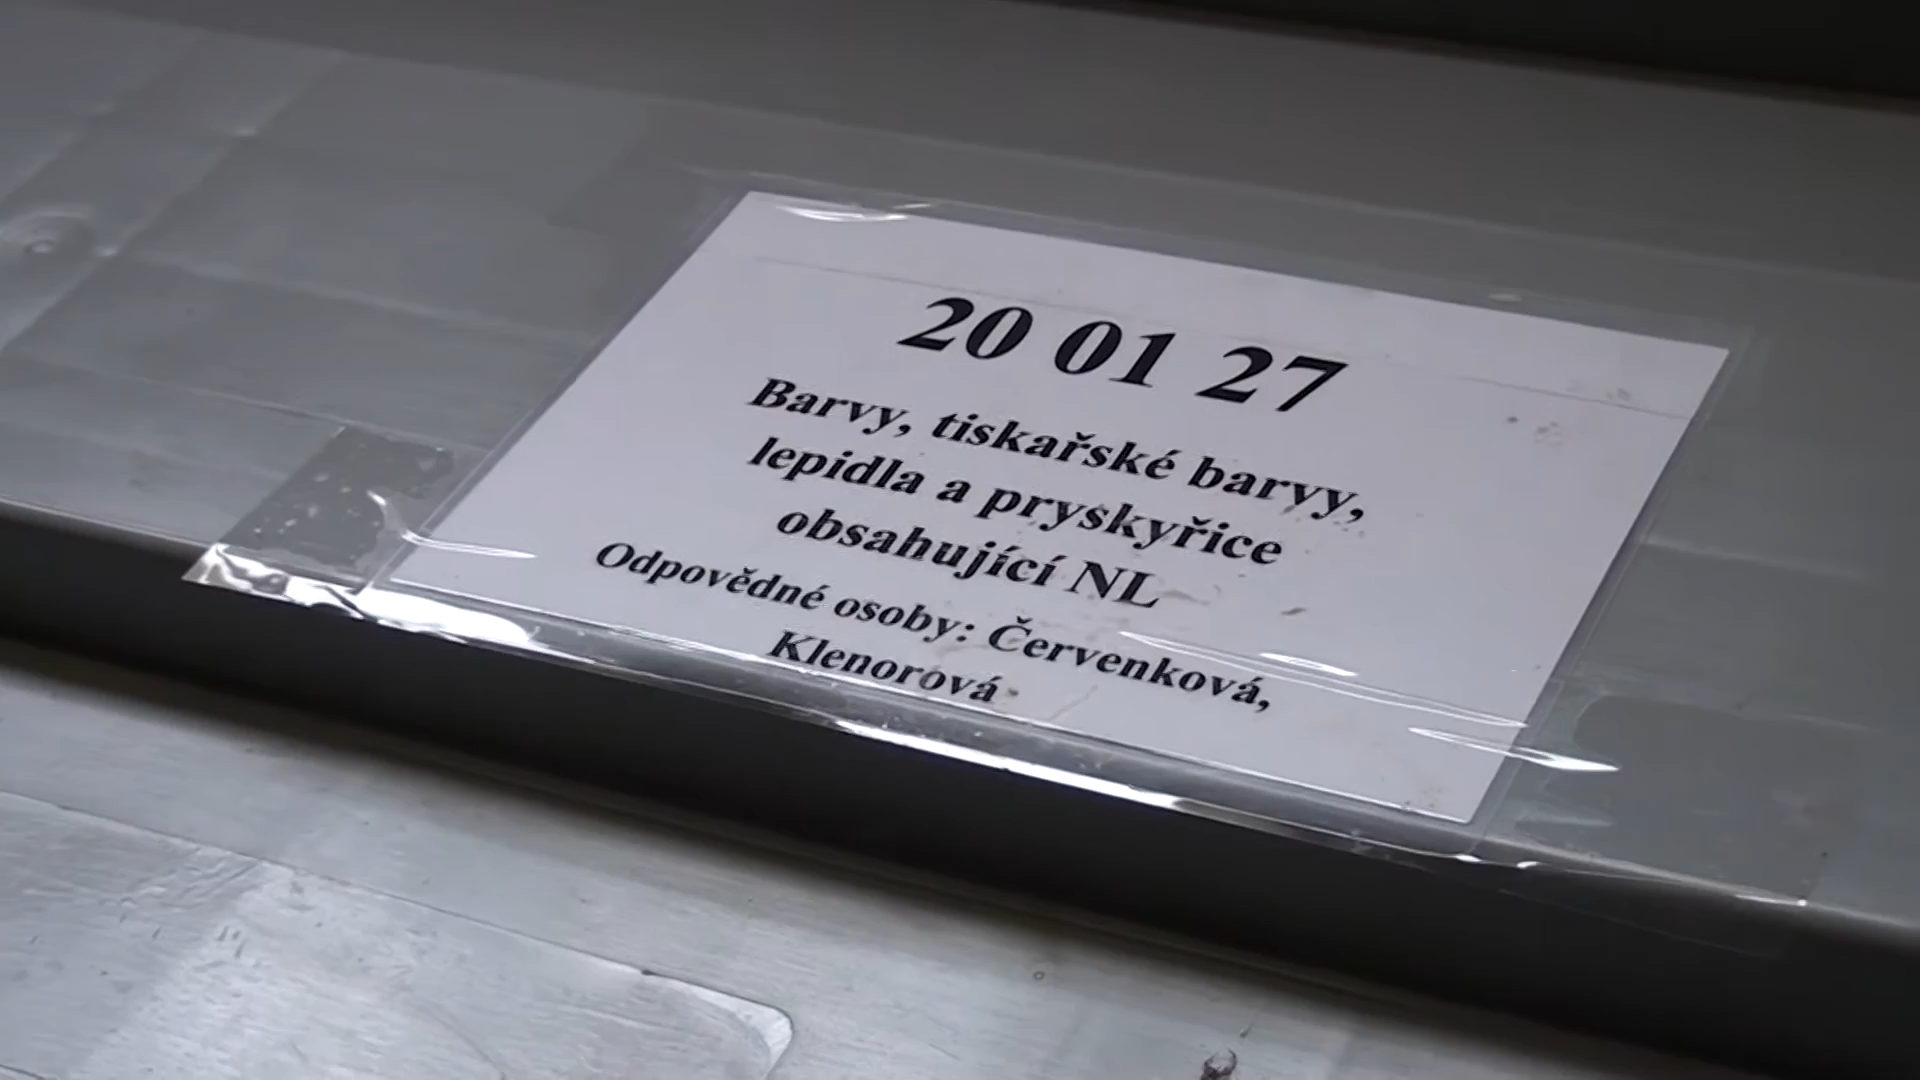 20 01 27
Barvy, tiskařské barvy,
lepidla a pryskyřice
obsahující NL
Odpovědné osoby: Červenková,
Klenorová